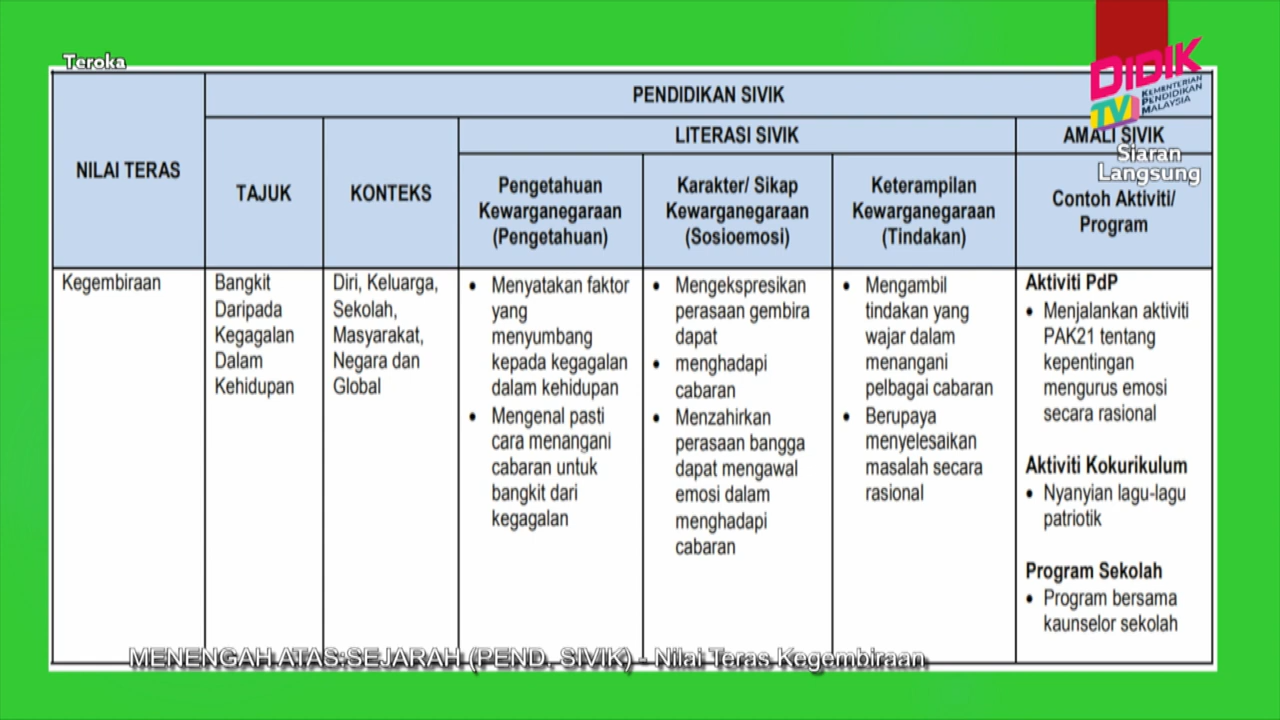 Teroka
DIDIK
TV
KEMENTERIAN
PENDIDIKAN
MALAYSIA
Siaran
Langsung
PENDIDIKAN SIVIK
LITERASI SIVIK
AMALI SIVIK
NILAI TERAS
TAJUK
KONTEKS
Pengetahuan
Kewarganegaraan
(Pengetahuan)
Karakter/ Sikap
Kewarganegaraan
(Sosioemosi)
Keterampilan
Kewarganegaraan
(Tindakan)
Contoh Aktiviti/
Program
Kegembiraan
Bangkit
Daripada
Kegagalan
Dalam
Kehidupan
Diri, Keluarga,
Sekolah,
Masyarakat,
Negara dan
Global
• Menyatakan faktor
yang
menyumbang
kepada kegagalan
dalam kehidupan
• Mengenal pasti
cara menangani
cabaran untuk
bangkit dari
kegagalan
• Mengekspresikan
perasaan gembira
dapat
• menghadapi
cabaran
• Menzahirkan
perasaan bangga
dapat mengawal
emosi dalam
menghadapi
cabaran
• Mengambil
tindakan yang
wajar dalam
menangani
pelbagai cabaran
• Berupaya
menyelesaikan
masalah secara
rasional
Aktiviti PdP
• Menjalankan aktiviti
PAK21 tentang
kepentingan
mengurus emosi
secara rasional
Aktiviti Kokurikulum
• Nyanyian lagu-lagu
patriotik
Program Sekolah
• Program bersama
kaunselor sekolah
MENENGAH ATAS:SEJARAH (PEND. SIVIK) - Nilai Teras Kegembiraan